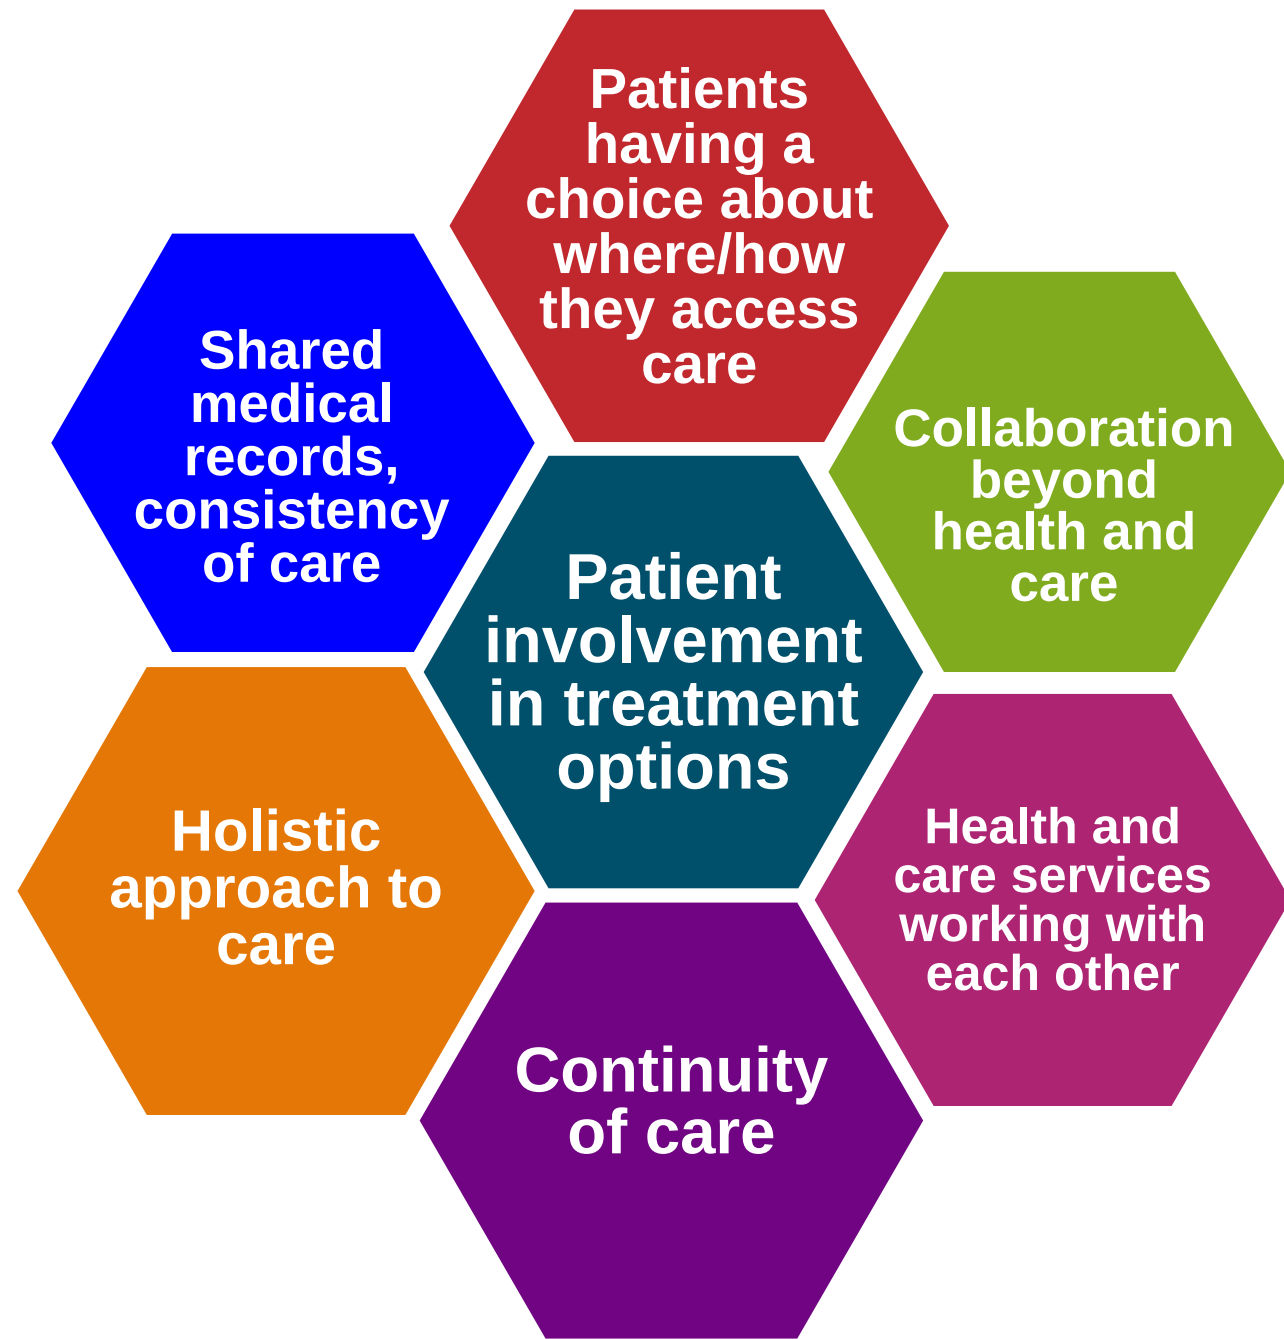 Patients
having a
choice about
where/how
they access
care
Shared
medical
records,
consistency
of care
Collaboration
beyond
health and
care
Patient
involvement
in treatment
options
Holistic
approach to
care
Health and
care services
working with
each other
Continuity
of care